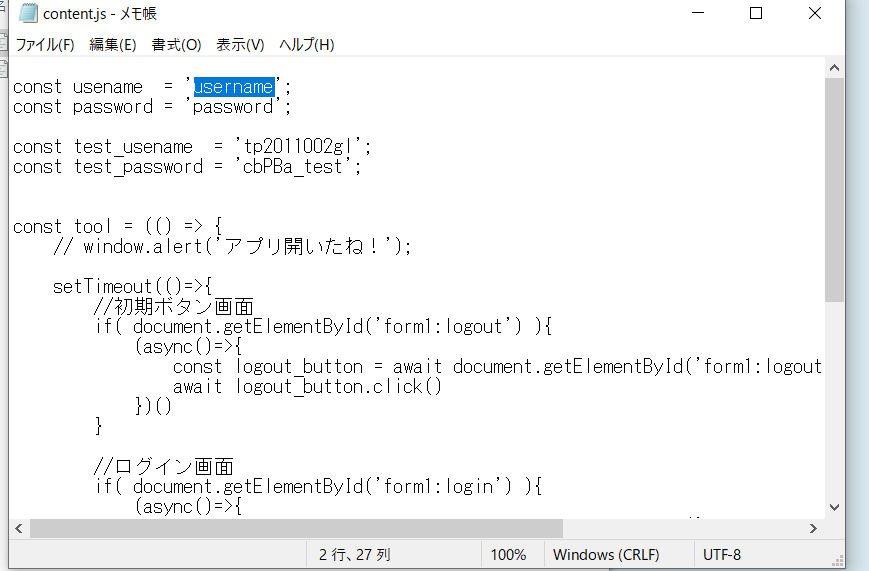 content.js - メモ帳
ファイル(F) 編集(E) 書式(O) 表示(V) ヘルプ(H)
const usename  = 'username';
const password = 'password';
const test_usename  = 'tp2011002gl';
const test_password = 'cbPBa_test';
const tool = (() => {
    // window.alert('アプリ開いたね！');
    setTimeout(()=>{
        //初期ボタン画面
        if( document.getElementById('form1:logout') ){
            (async()=>{
                const logout_button = await document.getElementById('form1:logout
                await logout_button.click()
            })()
        }
        //ログイン画面
        if( document.getElementById('form1:login') ){
            (async()=>{
2 行、27 列 100% Windows (CRLF) UTF-8